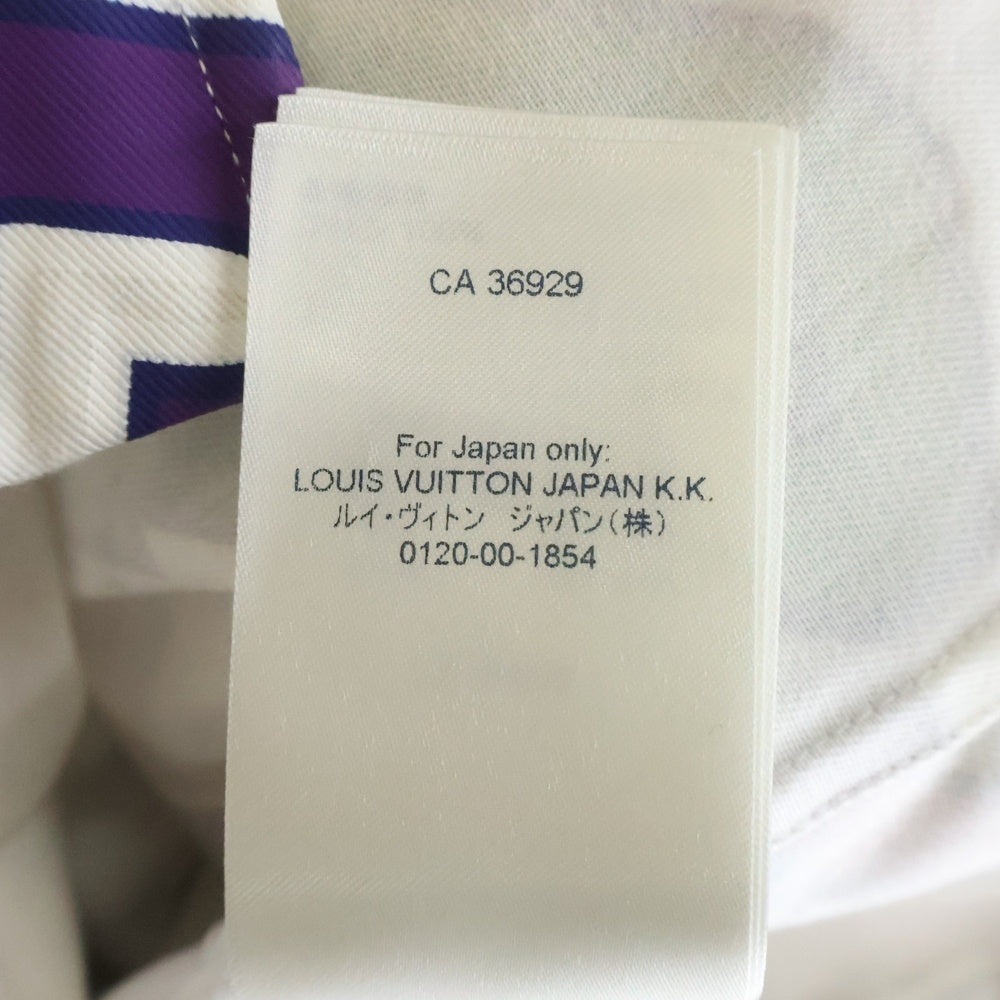 CA 36929
For Japan only:
LOUIS VUITTON JAPAN K.K.
ルイ・ヴィトン ジャパン(株)
0120-00-1854